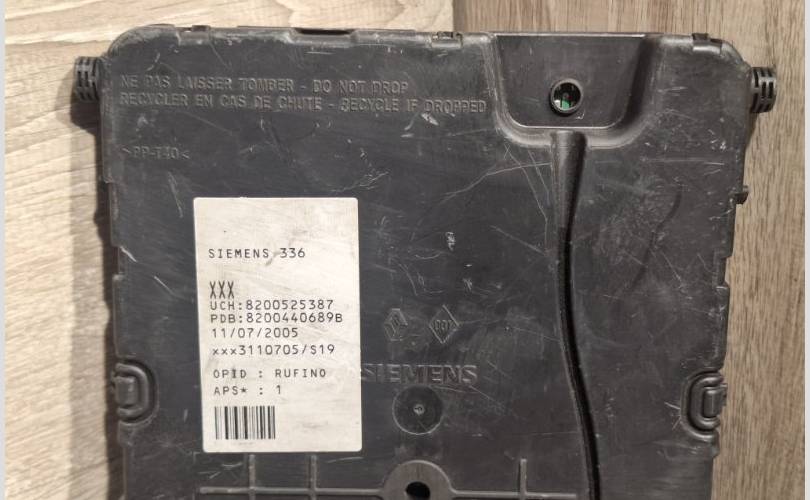 NE PAS LAISSER TOMBER - DO NOT DROP
RECYCLER EN CAS DE CHUTE - RECYCLE IF DROPPED
>PP-T40<
SIEMENS 336
XXX
UCH:8200525387
PDB:8200440689B
11/07/2005
xxx3110705/S19
OPID : RUFINO
APS* : 1
SIEMENS